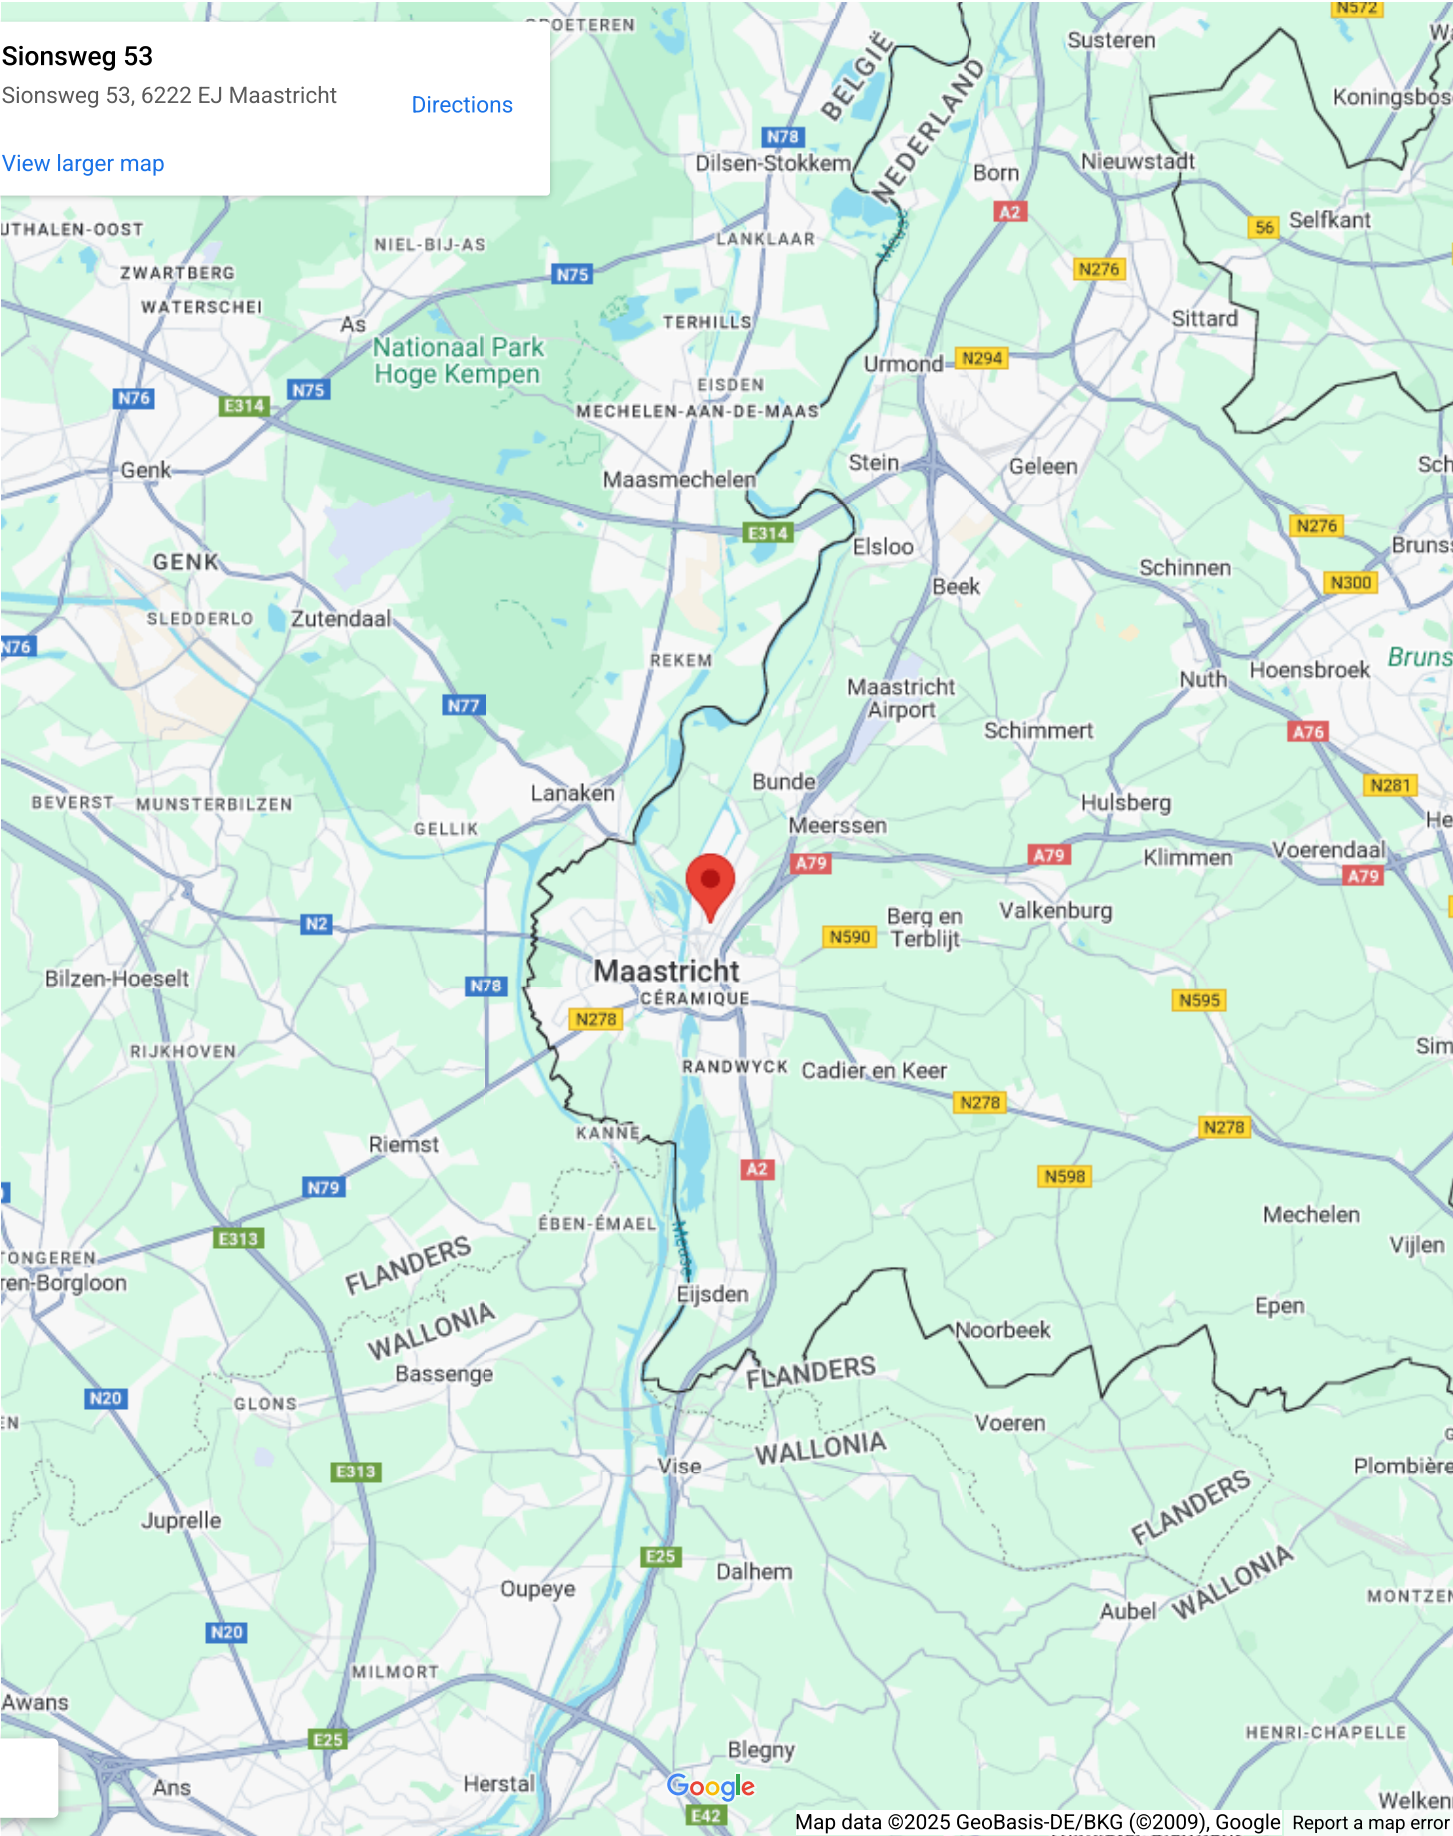 Sionsweg 53
Sionsweg 53, 6222 EJ Maastricht
Directions
View larger map
N572
Susteren
BELGIË
NEDERLAND
Koningsbos
N78
Dilsen-Stokkem
Born
Nieuwstadt
A2
Selfkant
56
UTHALEN-OOST
NIEL-BIJ-AS
LANKLAAR
Meuse
ZWARTBERG
N75
N276
WATERSCHEI
As
TERHILLS
Sittard
Nationaal Park
Hoge Kempen
Urmond
N294
N76
N75
E314
EISDEN
MECHELEN-AAN-DE-MAAS
Genk
Maasmechelen
Stein
Geleen
Sch
E314
N276
Elsloo
Bruns
GENK
Schinnen
Beek
N300
SLEDDERLO
Zutendaal
N76
REKEM
Bruns
Hoensbroek
Nuth
Maastricht
Airport
N77
Schimmert
A76
Bunde
N281
Lanaken
BEVERST
MUNSTERBILZEN
Hulsberg
GELLIK
Meerssen
He
A79
A79
Klimmen
Voerendaal
A79
N2
Berg en
Terblijt
Valkenburg
N590
Maastricht
Bilzen-Hoeselt
N78
CÉRAMIQUE
N595
N278
RIJKHOVEN
RANDWYCK
Cadier en Keer
Sim
N278
N278
KANNE
Riemst
A2
N598
N79
ÉBEN-ÉMAEL
Mechelen
E313
Meuse
Vijlen
TONGEREN
ren-Borgloon
FLANDERS
WALLONIA
Eijsden
Epen
Noorbeek
Bassenge
FLANDERS
N20
GLONS
EN
Voeren
WALLONIA
Vise
E313
Plombière
FLANDERS
WALLONIA
Juprelle
E25
Dalhem
Oupeye
MONTZEN
Aubel
N20
MILMORT
Awans
E25
HENRI-CHAPELLE
Blegny
Ans
Herstal
Google
E42
Welken
Map data ©2025 GeoBasis-DE/BKG (©2009), Google
Report a map error